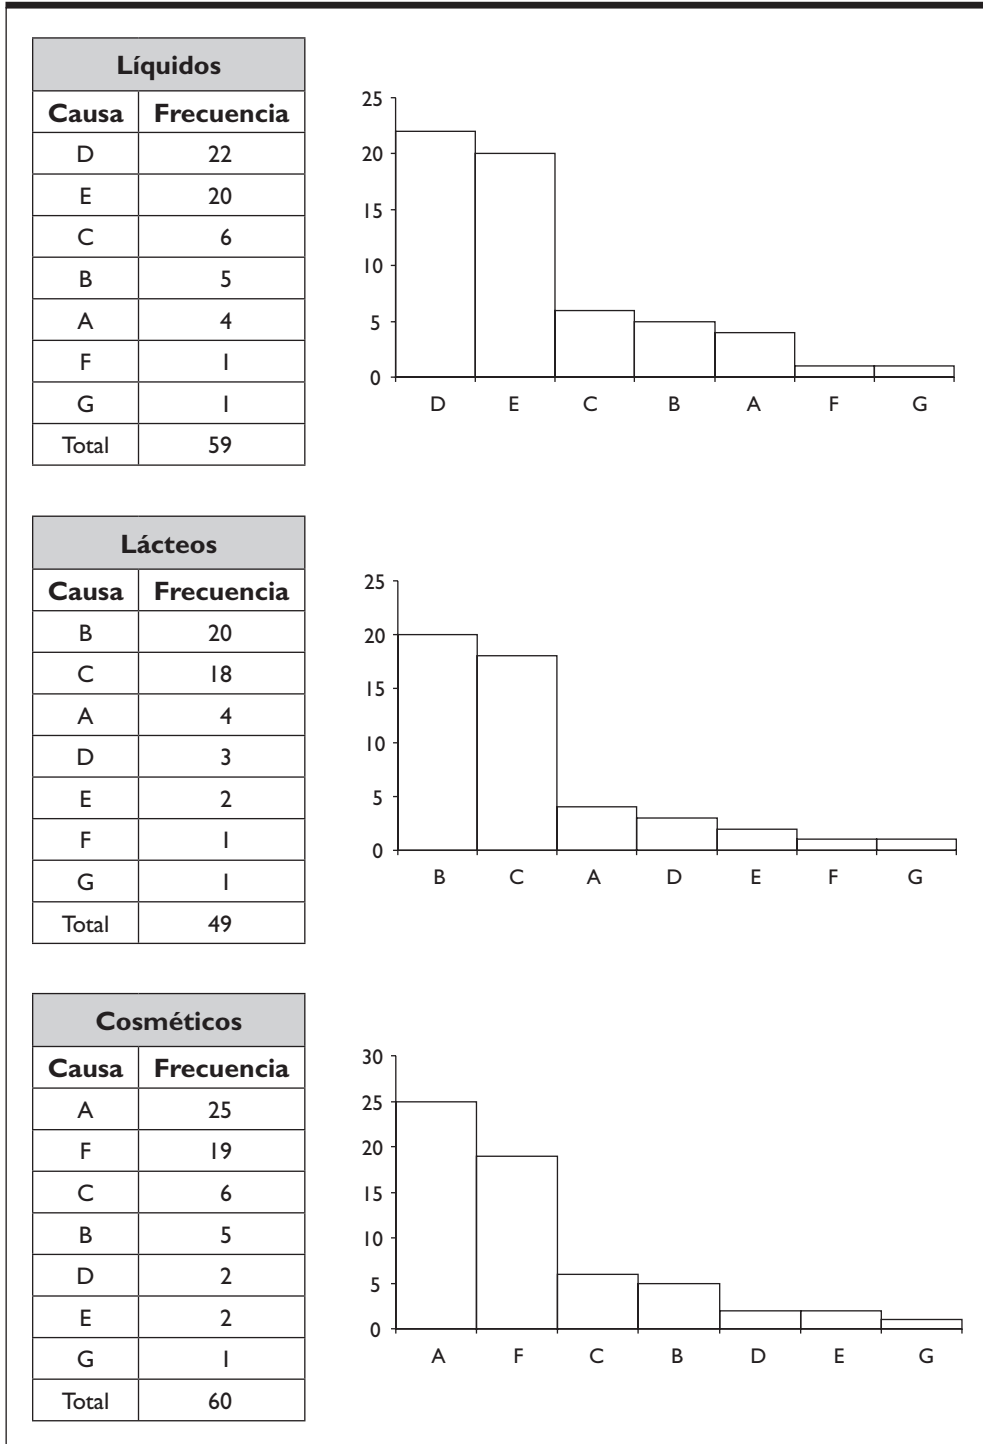 Líquidos
Causa Frecuencia
D 22
E 20
C 6
B 5
A 4
F 1
G 1
Total 59
25
20
15
10
5
0
D E C B A F G
Lácteos
Causa Frecuencia
B 20
C 18
A 4
D 3
E 2
F 1
G 1
Total 49
25
20
15
10
5
0
B C A D E F G
Cosméticos
Causa Frecuencia
A 25
F 19
C 6
B 5
D 2
E 2
G 1
Total 60
30
25
20
15
10
5
0
A F C B D E G